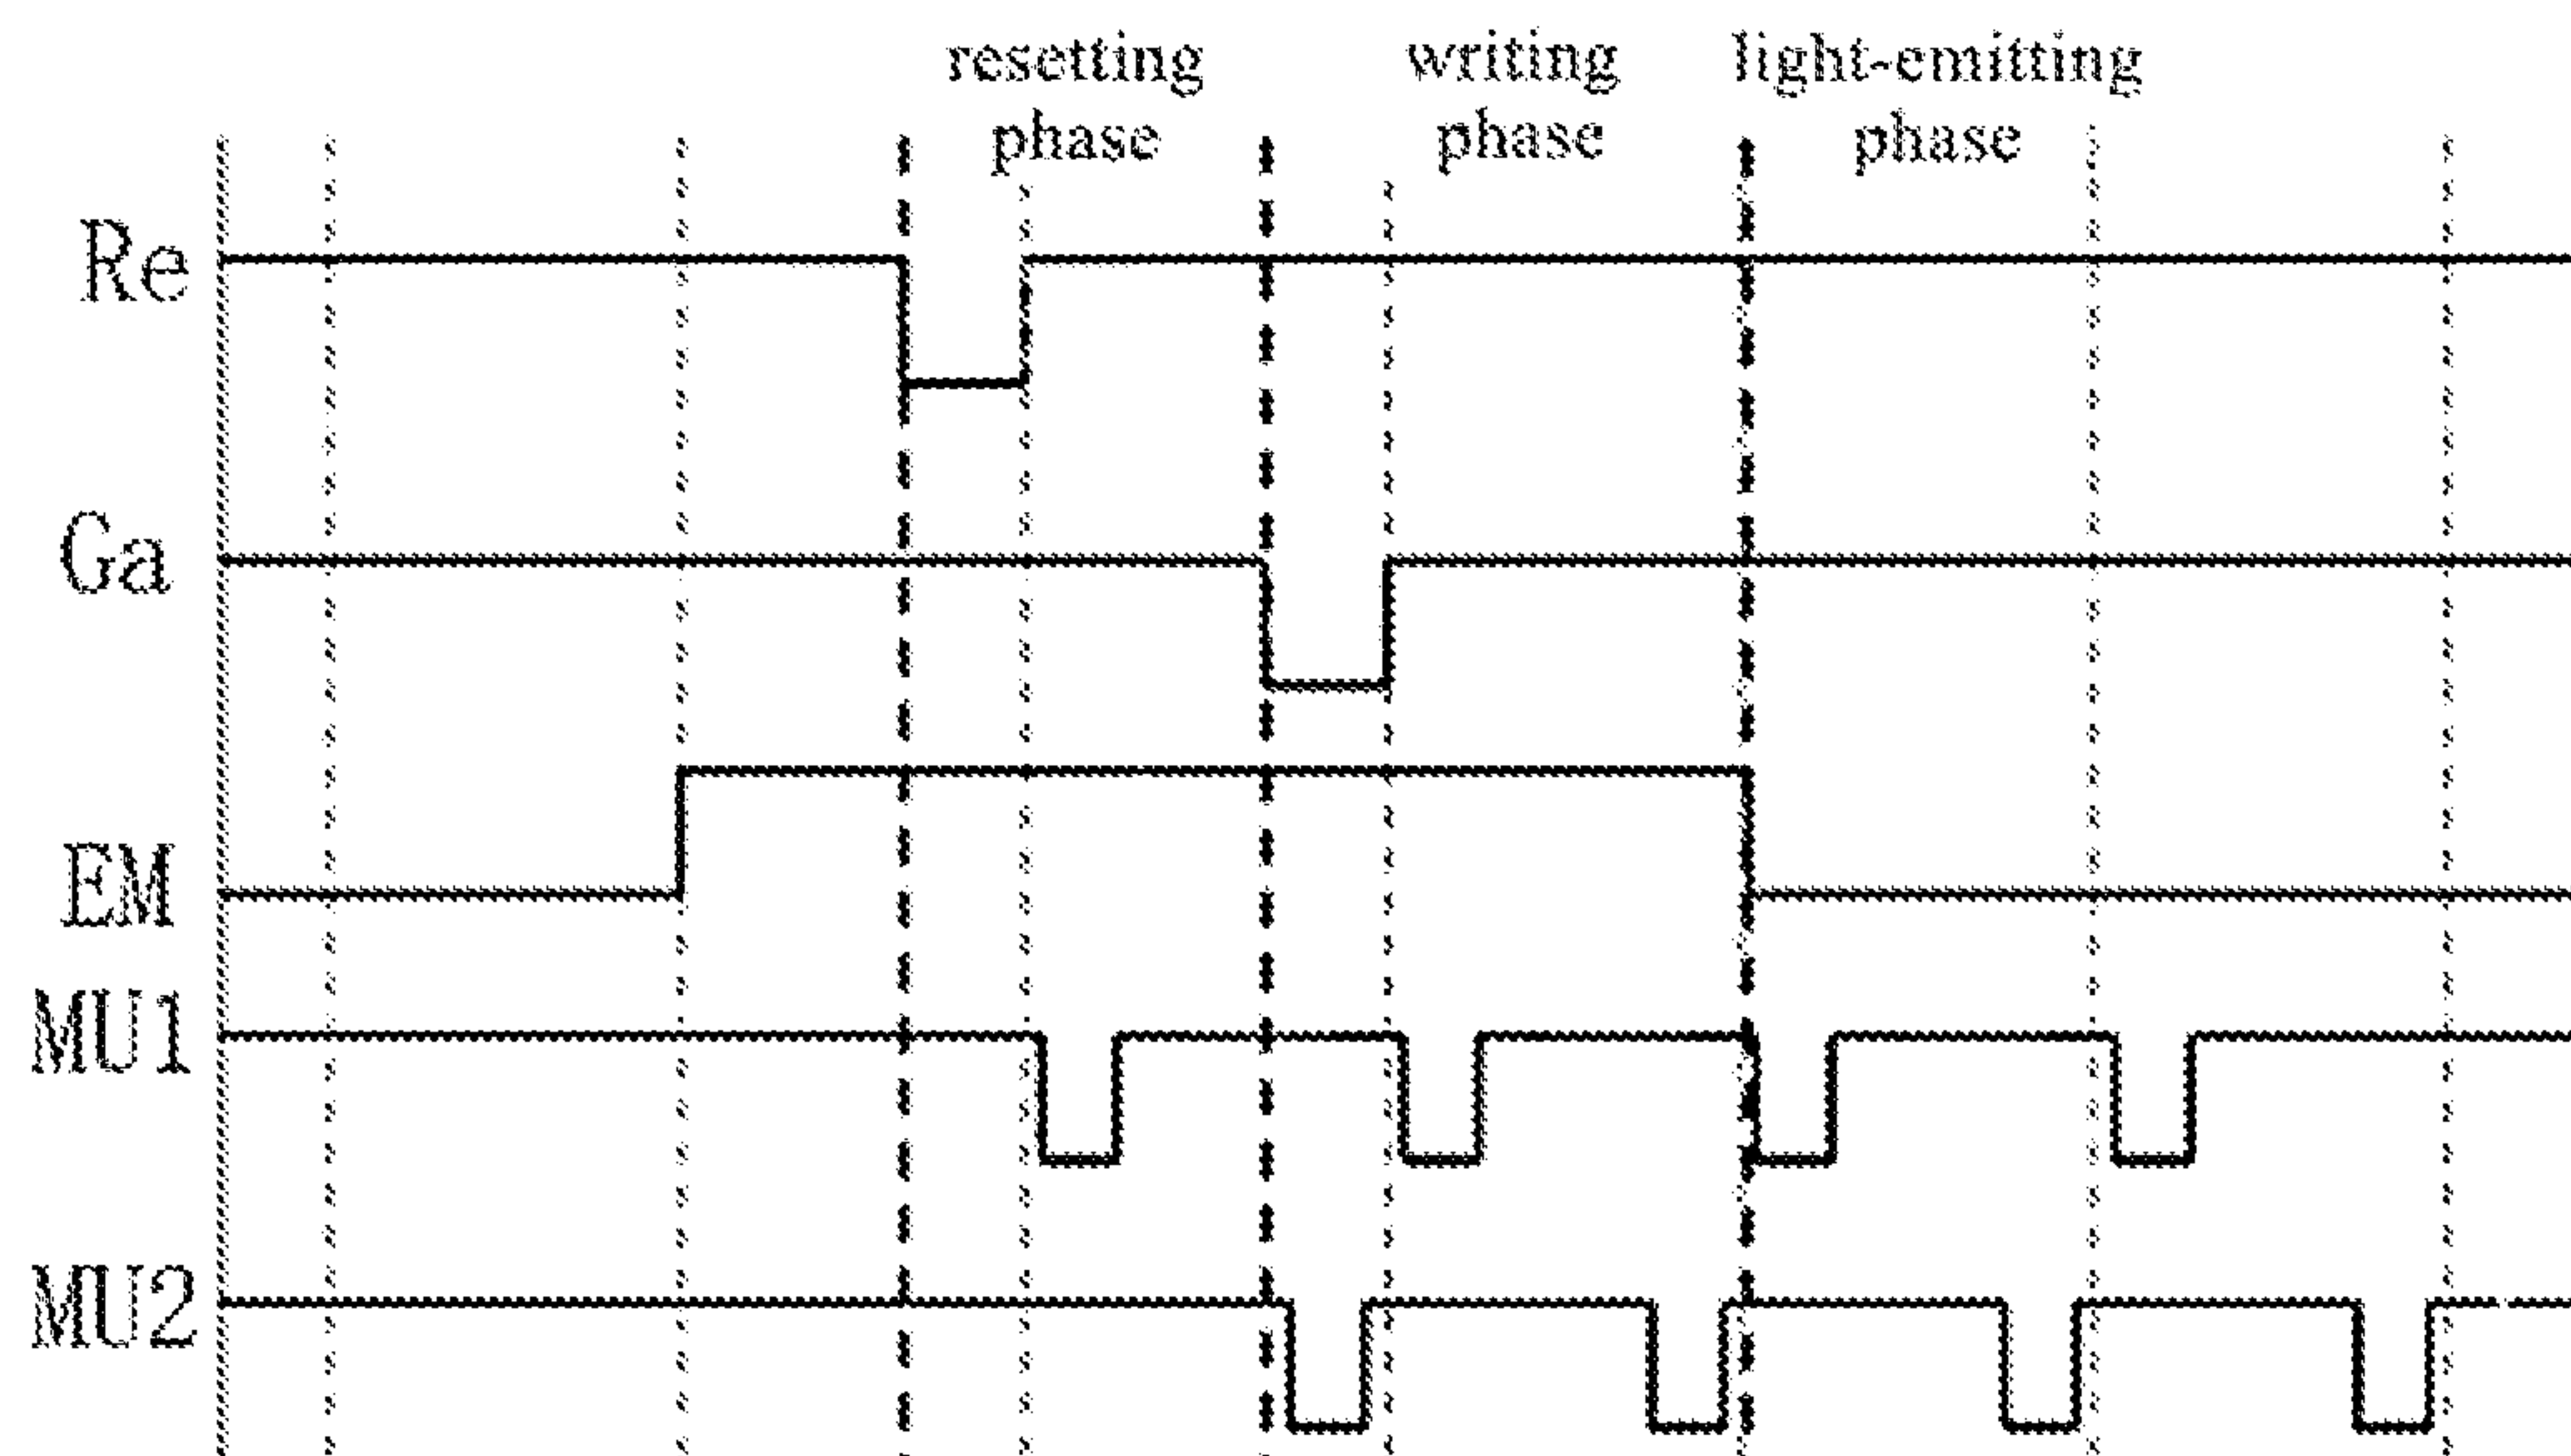 resetting
phase
writing
phase
light-emitting
phase
Re
Ga
EM
MU1
MU2